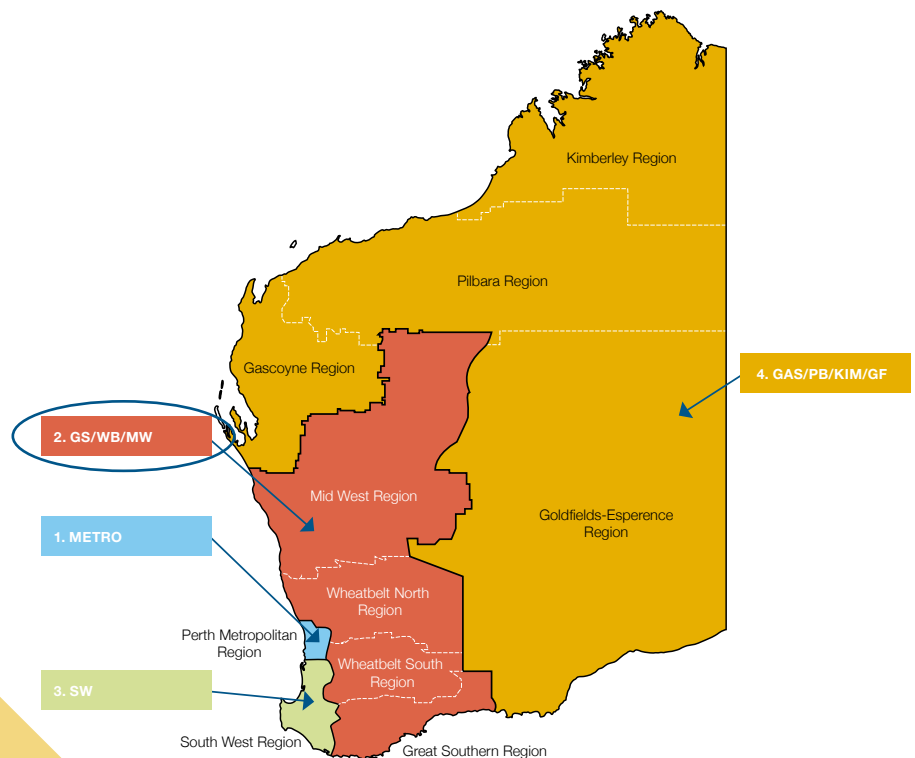 Kimberley Region
Pilbara Region
Gascoyne Region
4. GAS/PB/KIM/GF
2. GS/WB/MW
Mid West Region
Goldfields-Esperence
Region
1. METRO
Wheatbelt North
Region
Perth Metropolitan
Region
Wheatbelt South
Region
3. SW
South West Region
Great Southern Region